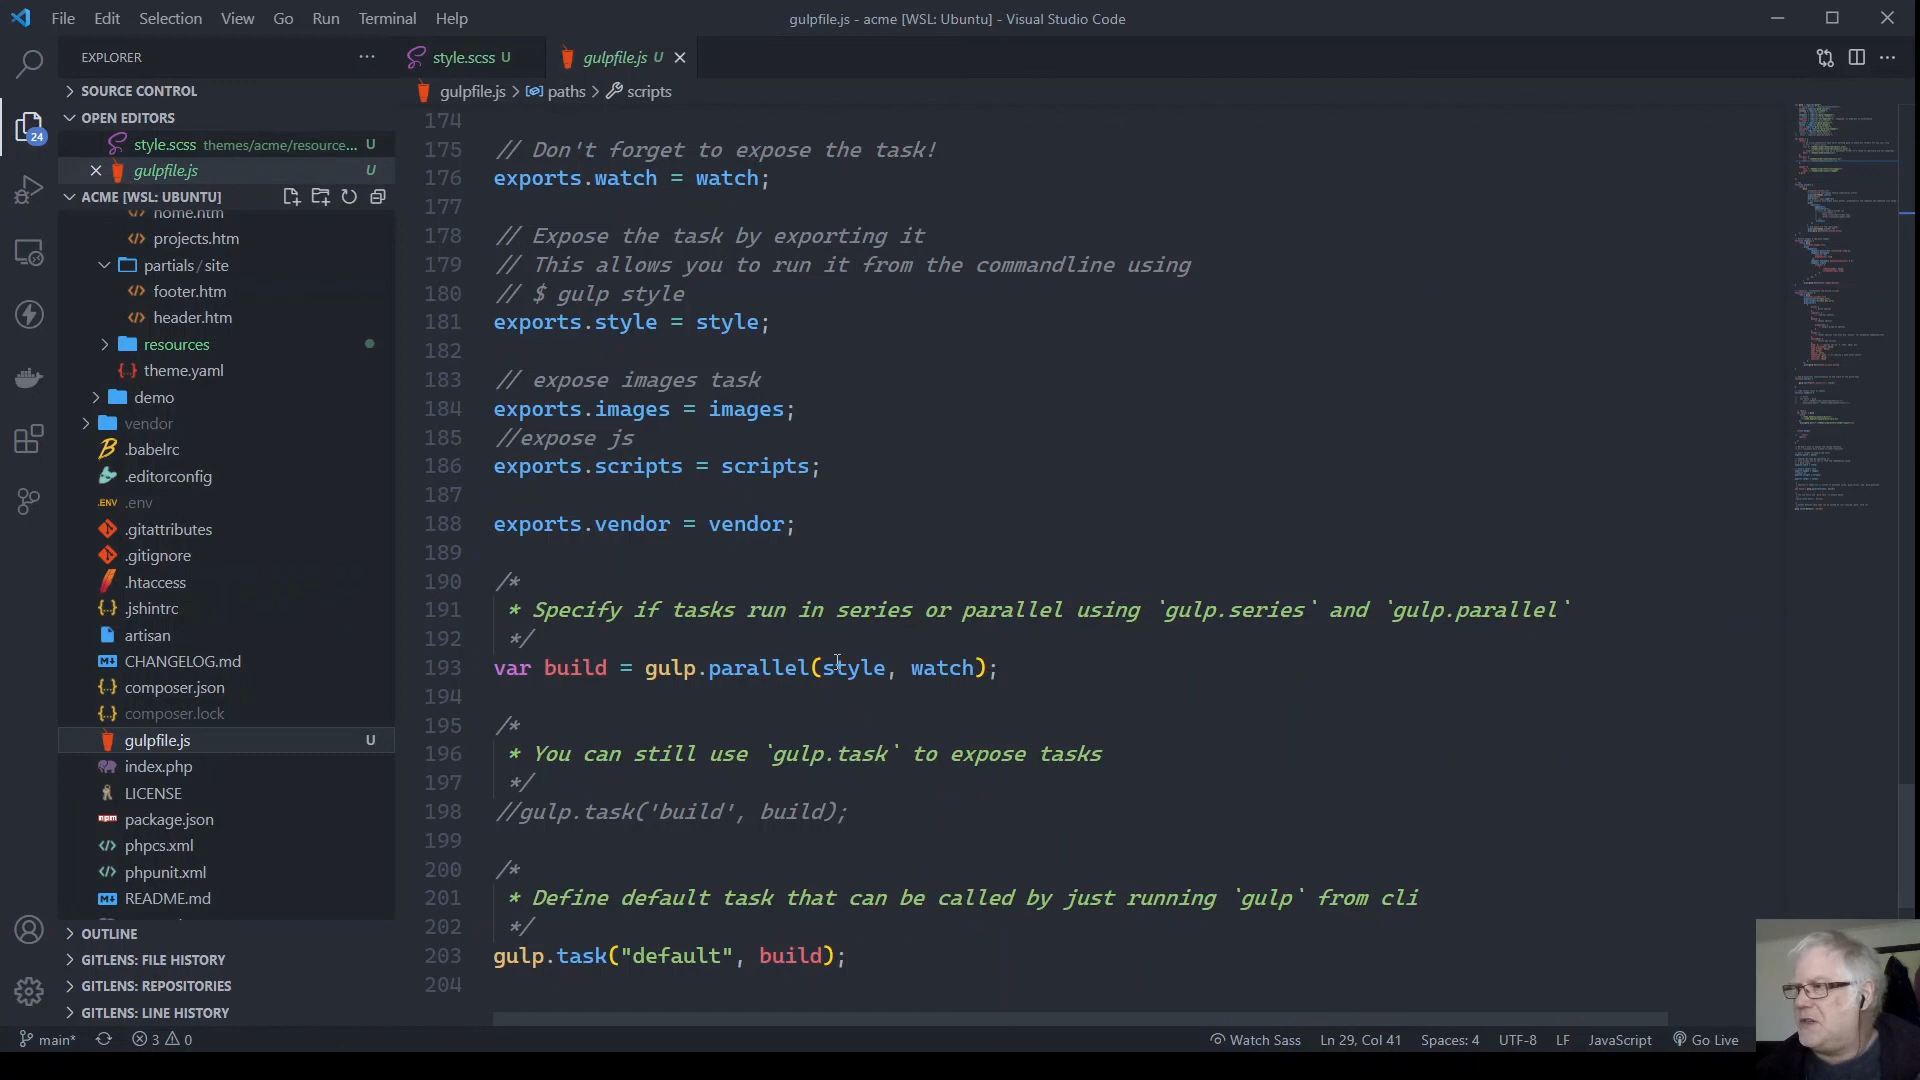 File Edit Selection View Go Run Terminal Help
gulpfile.js - acme [WSL: Ubuntu] - Visual Studio Code
EXPLORER
style.scss U
gulpfile.js U
SOURCE CONTROL
gulpfile.js > paths > scripts
OPEN EDITORS
style.scss themes/acme/resource... U
gulpfile.js U
ACME [WSL: UBUNTU]
home.htm
projects.htm
partials/site
footer.htm
header.htm
resources
theme.yaml
demo
vendor
.babelrc
.editorconfig
.ENV .env
.gitattributes
.gitignore
.htaccess
.jshintrc
artisan
CHANGELOG.md
composer.json
composer.lock
gulpfile.js U
index.php
LICENSE
package.json
phpcs.xml
phpunit.xml
README.md
OUTLINE
GITLENS: FILE HISTORY
GITLENS: REPOSITORIES
GITLENS: LINE HISTORY
24
174
175 // Don't forget to expose the task!
176 exports.watch = watch;
177
178 // Expose the task by exporting it
179 // This allows you to run it from the commandline using
180 // $ gulp style
181 exports.style = style;
182
183 // expose images task
184 exports.images = images;
185 //expose js
186 exports.scripts = scripts;
187
188 exports.vendor = vendor;
189
190 /*
191 * Specify if tasks run in series or parallel using `gulp.series` and `gulp.parallel`
192 */
193 var build = gulp.parallel(style, watch);
194
195 /*
196 * You can still use `gulp.task` to expose tasks
197 */
198 //gulp.task('build', build);
199
200 /*
201 * Define default task that can be called by just running `gulp` from cli
202 */
203 gulp.task("default", build);
204
main* 3 0
Watch Sass Ln 29, Col 41 Spaces: 4 UTF-8 LF JavaScript Go Live